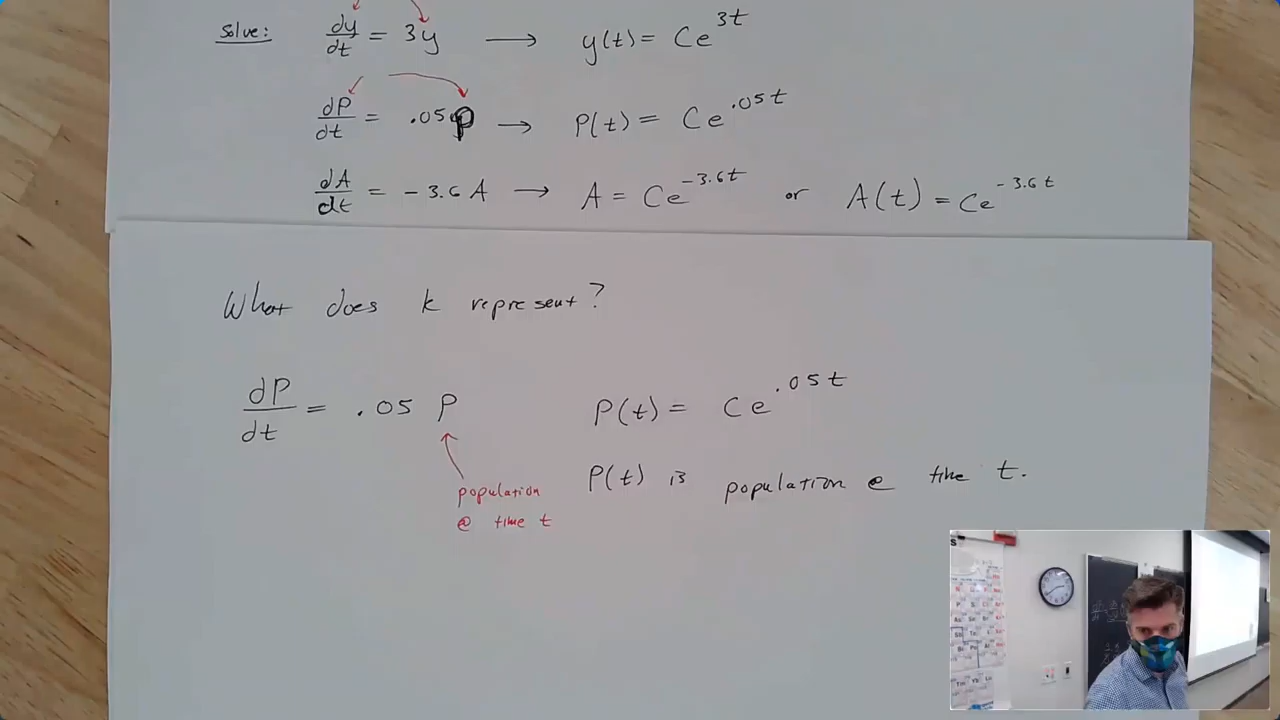 Solve: dy/dt = 3y → y(t) = Ce^3t
dP/dt = .05P → P(t) = Ce^.05t
dA/dt = -3.6A → A = Ce^-3.6t or A(t) = Ce^-3.6t
What does k represent?
dP/dt = .05 P P(t) = Ce^.05t
population
@ time t
P(t) is population @ time t.